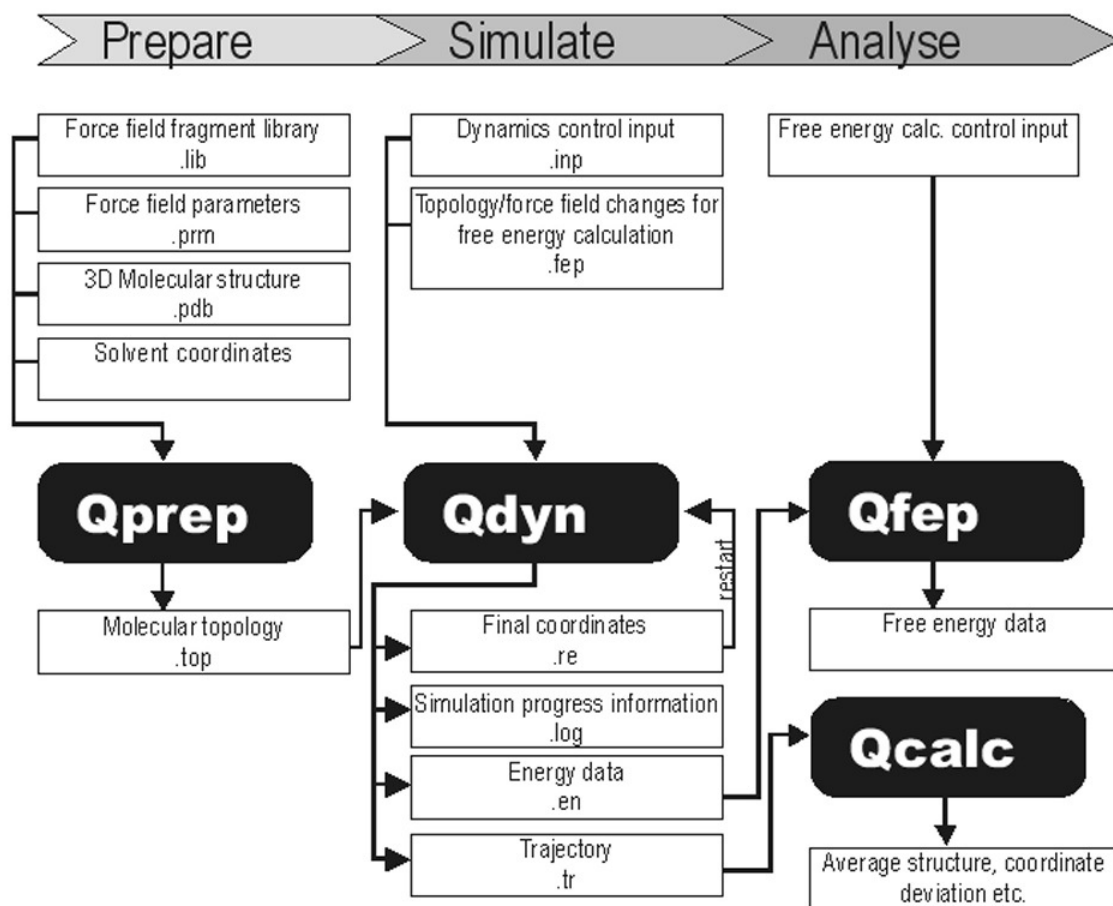 Prepare
Simulate
Analyse
Force field fragment library
.lib
Force field parameters
.prm
3D Molecular structure
.pdb
Solvent coordinates
Dynamics control input
.inp
Topology/force field changes for
free energy calculation
.fep
Free energy calc. control input
Qprep
Qdyn
Qfep
restart
Molecular topology
.top
Final coordinates
.re
Simulation progress information
.log
Energy data
.en
Trajectory
.tr
Free energy data
Qcalc
Average structure, coordinate
deviation etc.